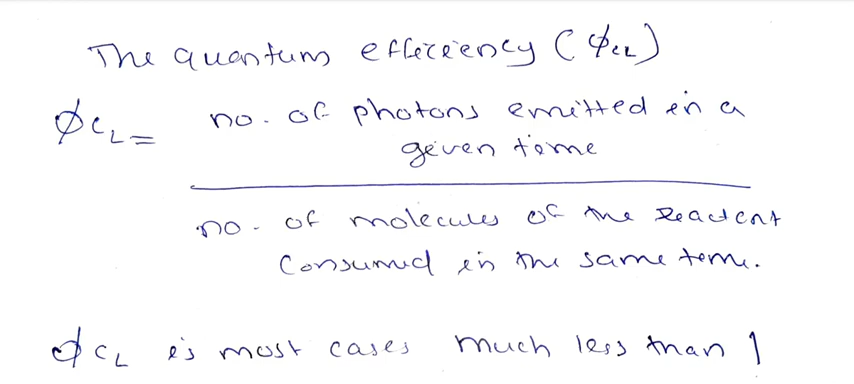 The quantum efficiency (ϕCL)
ϕCL = no. of photons emitted in a
given time
no. of molecules of the reactant
Consumed in the same time.
ϕCL is most cases much less than 1